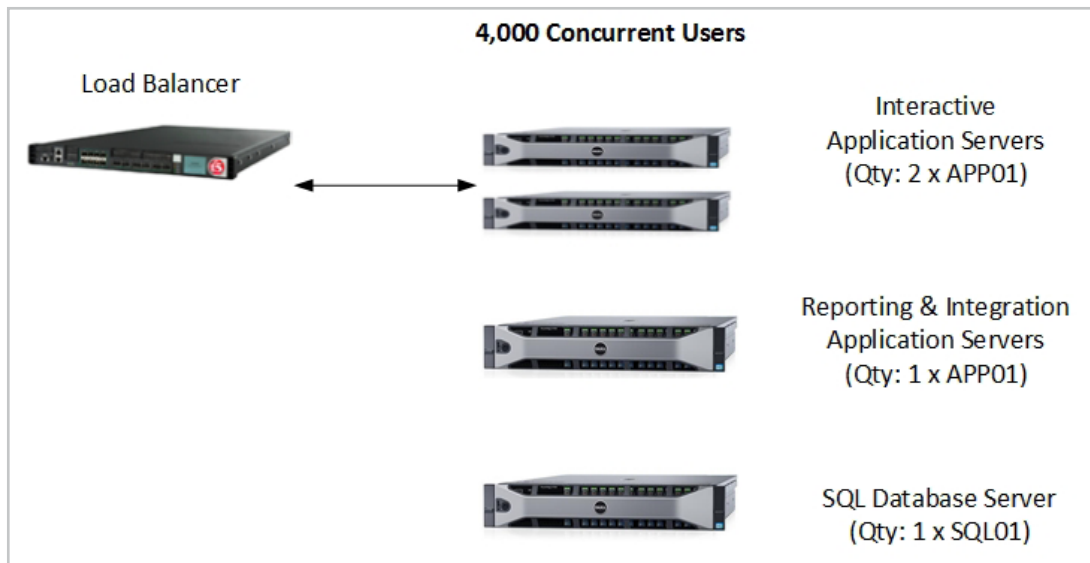 4,000 Concurrent Users
Load Balancer
Interactive
Application Servers
(Qty: 2 x APP01)
Reporting & Integration
Application Servers
(Qty: 1 x APP01)
SQL Database Server
(Qty: 1 x SQL01)